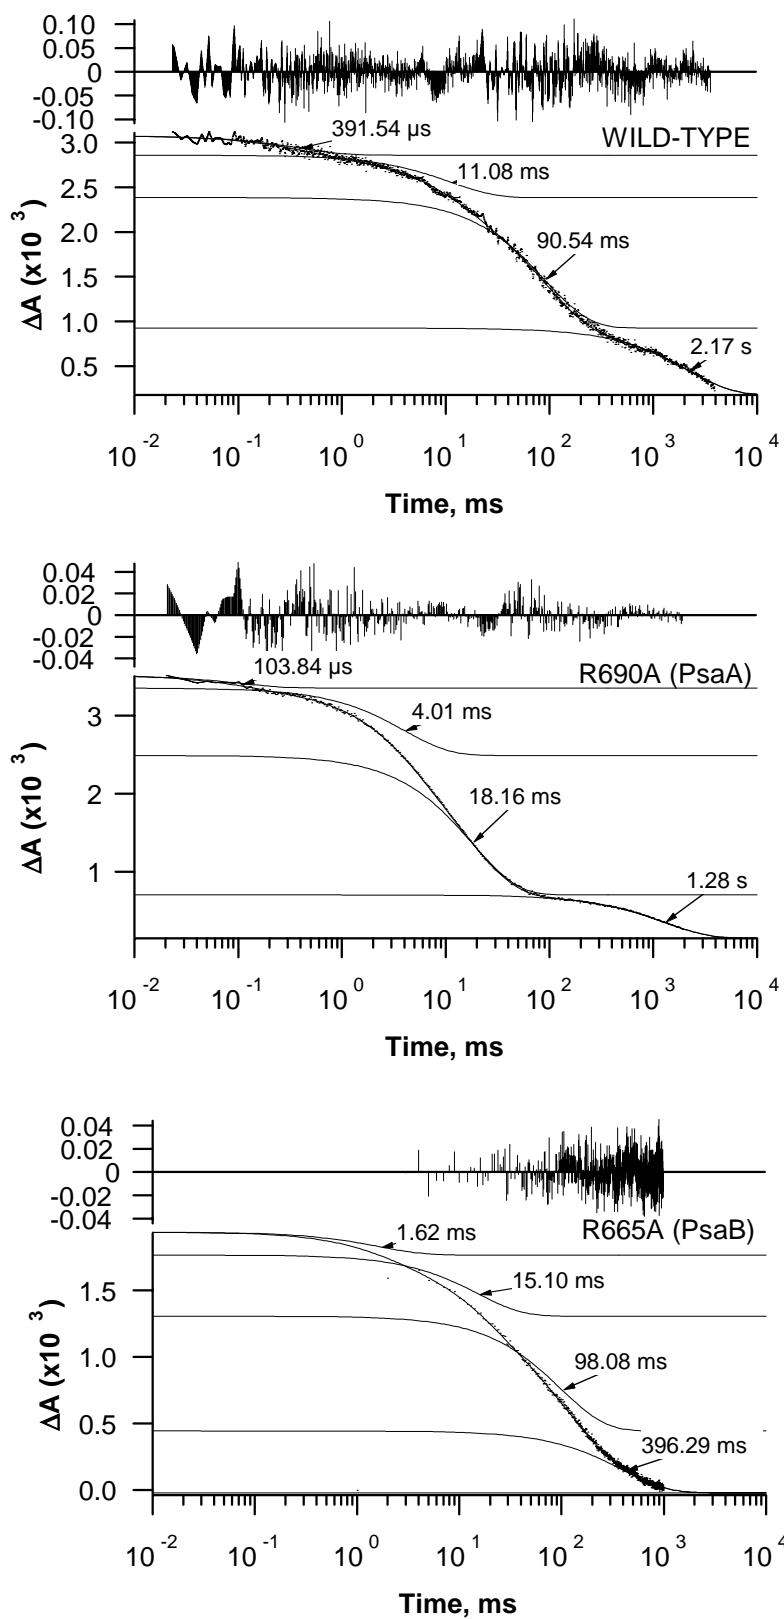 0.10
0.05
0
-0.05
-0.10
391.54 µs
WILD-TYPE
3.0
11.08 ms
2.5
2.0
90.54 ms
1.5
1.0
2.17 s
0.5
ΔA (x10 3)
10 -2 10 -1 10 0 10 1 10 2 10 3 10 4
Time, ms
0.04
0.02
0
-0.02
-0.04
103.84 µs
R690A (PsaA)
3
4.01 ms
2
18.16 ms
1
1.28 s
ΔA (x10 3)
10 -2 10 -1 10 0 10 1 10 2 10 3 10 4
Time, ms
0.04
0.02
0
-0.02
-0.04
1.62 ms
R665A (PsaB)
15.10 ms
1.5
1.0
98.08 ms
0.5
396.29 ms
0.0
ΔA (x10 3)
10 -2 10 -1 10 0 10 1 10 2 10 3 10 4
Time, ms